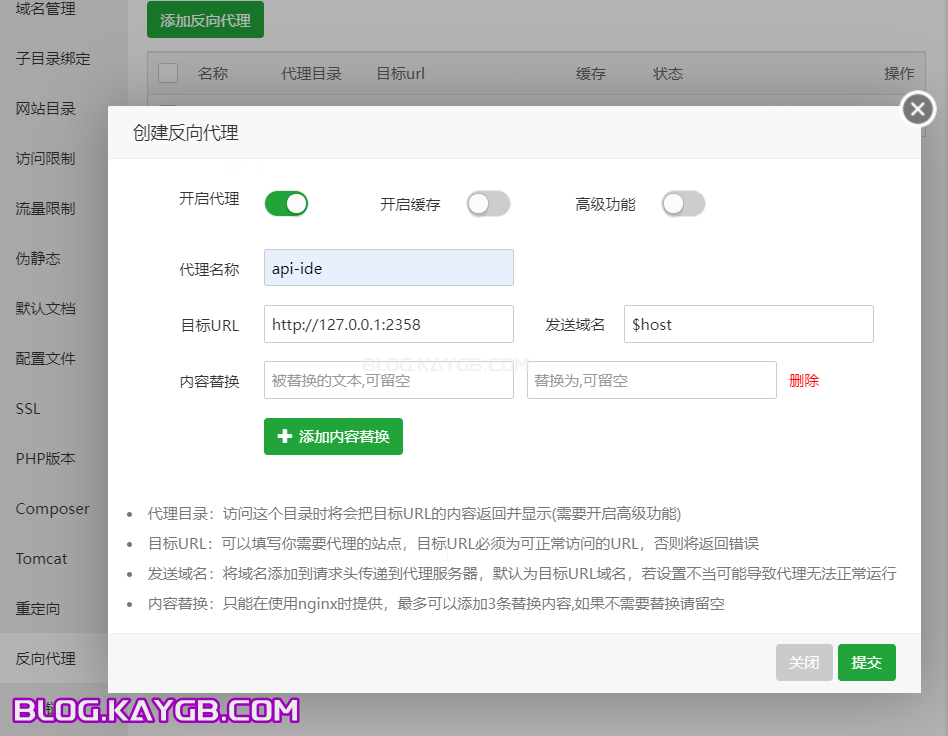 域名管理
添加反向代理
子目录绑定
名称 代理目录 目标url 缓存 状态 操作
网站目录
创建反向代理
访问限制
开启代理 开启缓存 高级功能
流量限制
伪静态
代理名称 api-ide
默认文档
目标URL http://127.0.0.1:2358 发送域名 $host
配置文件
BLOG.KAYGB.COM
内容替换 被替换的文本,可留空 替换为,可留空 删除
SSL
添加内容替换
PHP版本
Composer
代理目录：访问这个目录时将会把目标URL的内容返回并显示(需要开启高级功能)
目标URL：可以填写你需要代理的站点，目标URL必须为可正常访问的URL，否则将返回错误
Tomcat
发送域名：将域名添加到请求头传递到代理服务器，默认为目标URL域名，若设置不当可能导致代理无法正常运行
重定向
内容替换：只能在使用nginx时提供，最多可以添加3条替换内容,如果不需要替换请留空
反向代理
关闭 提交
BLOG.KAYGB.COM